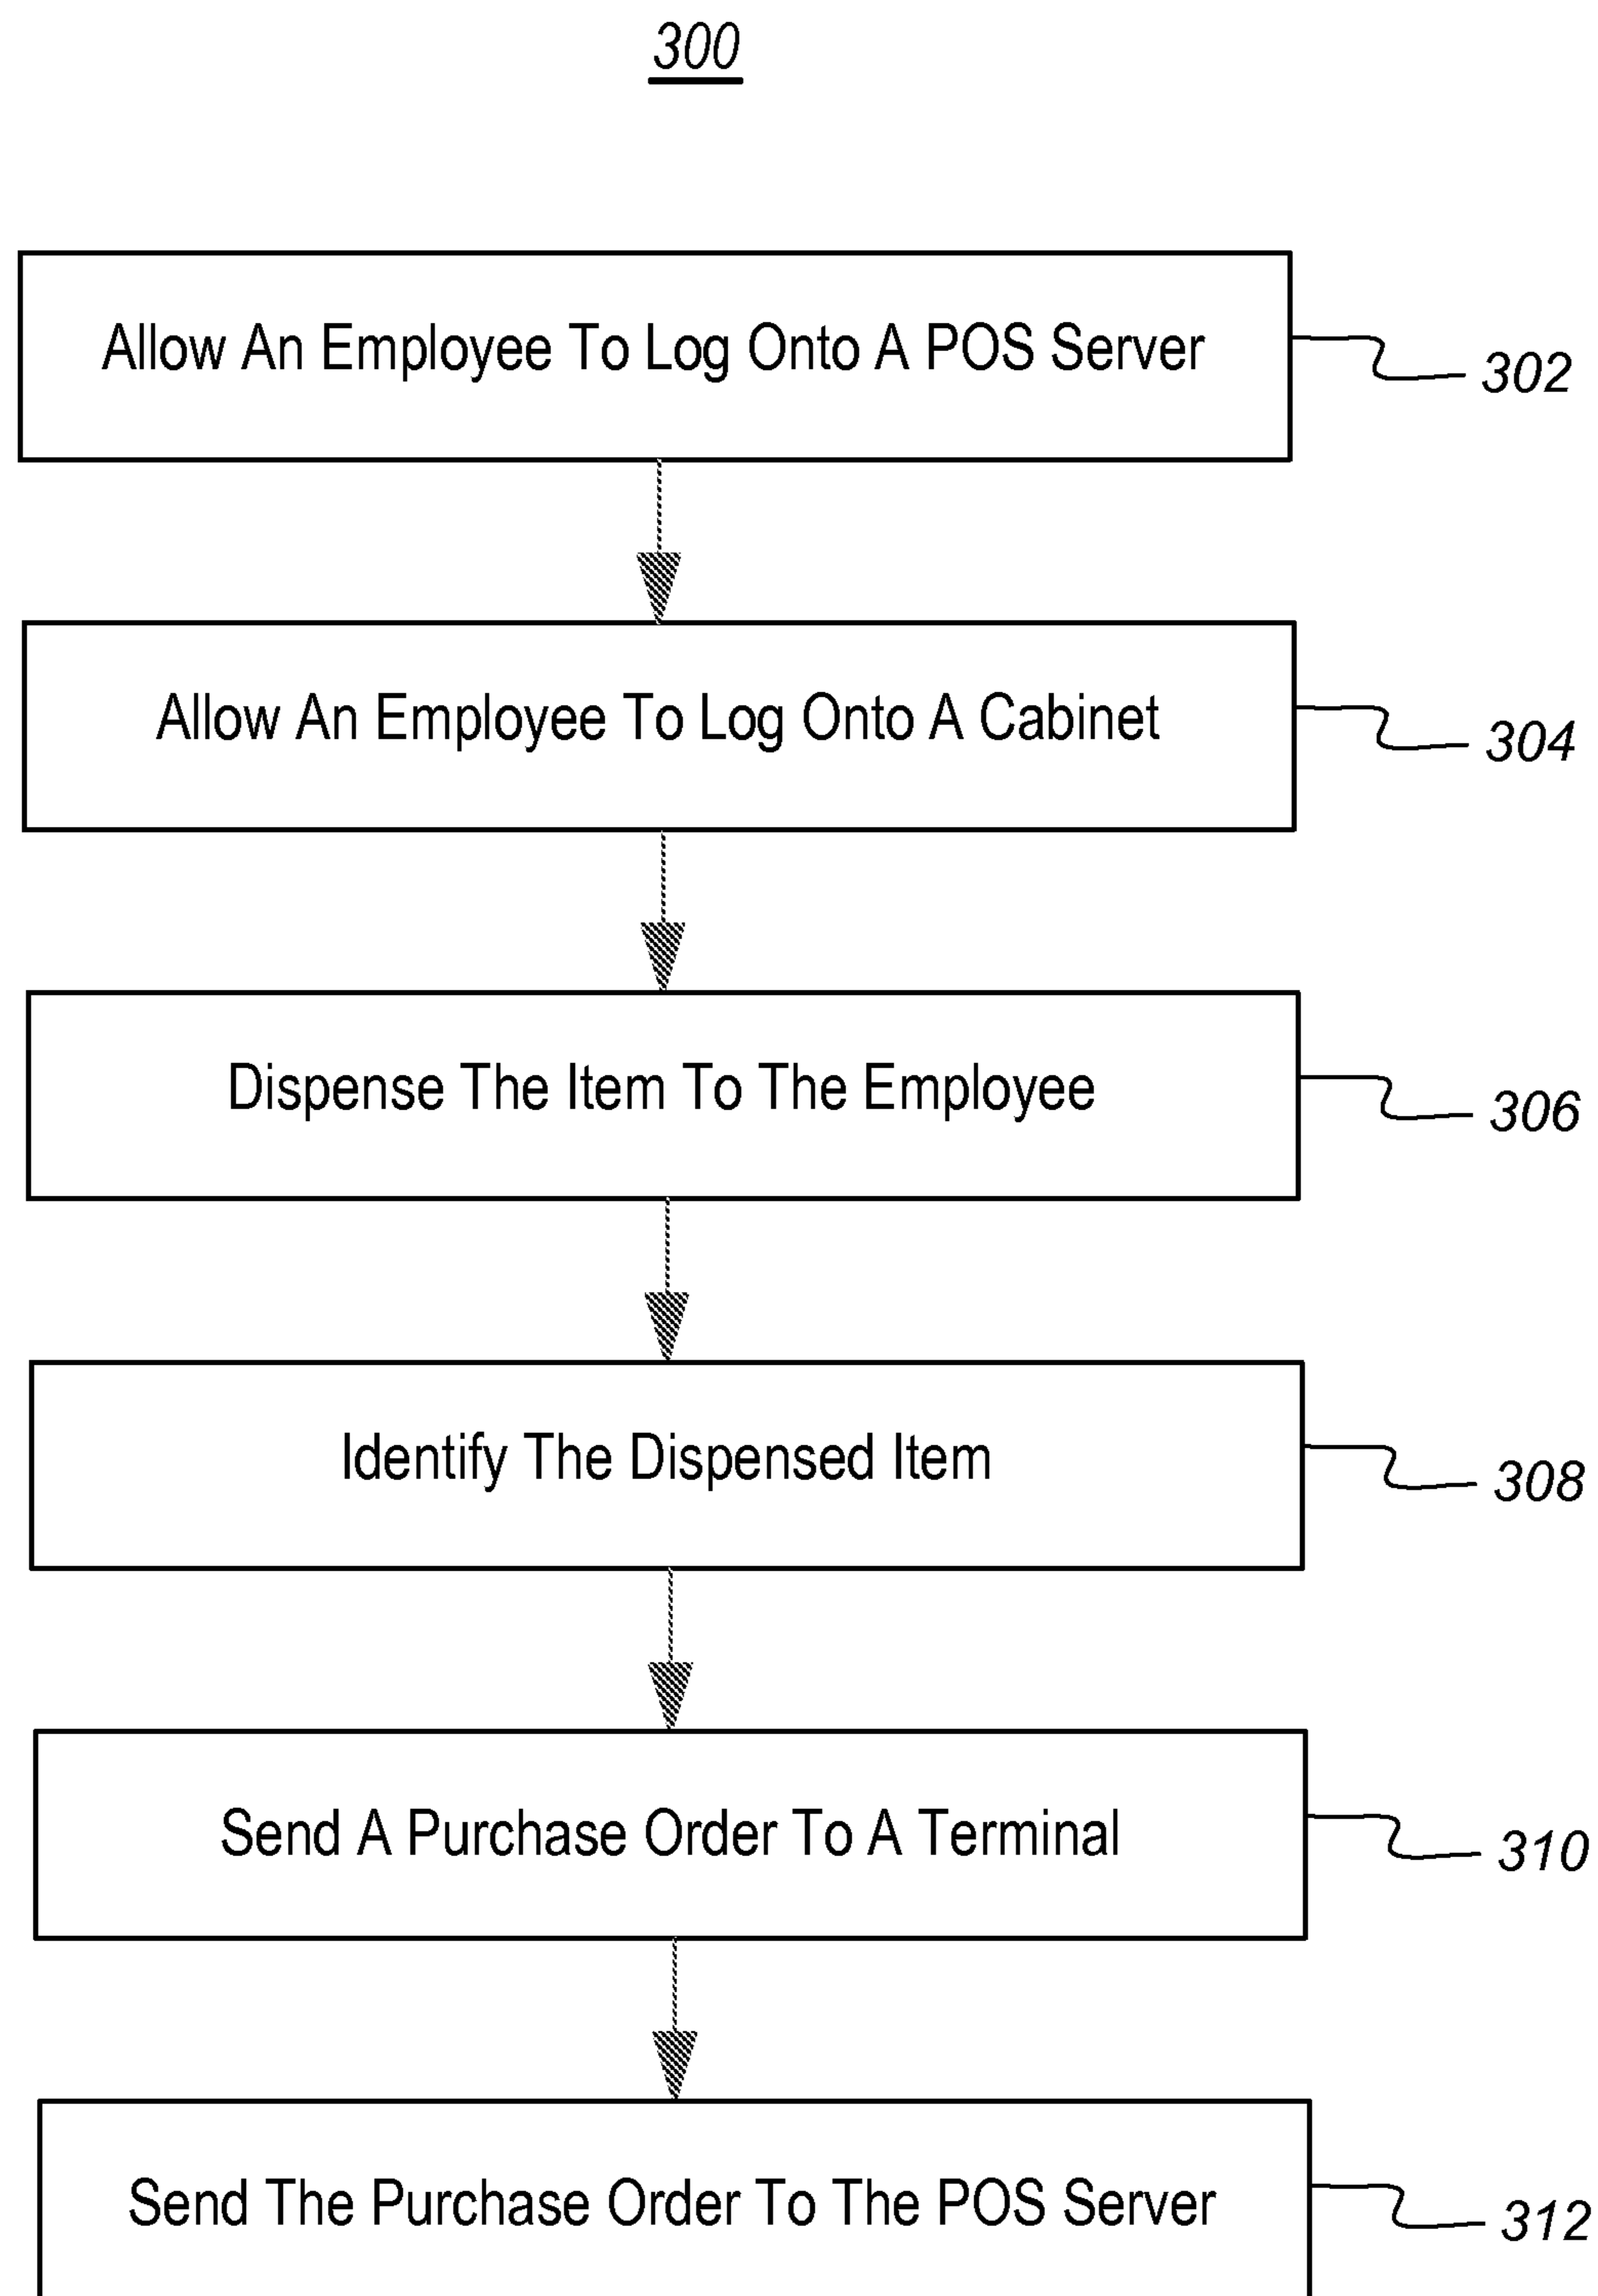 300
Allow An Employee To Log Onto A POS Server
302
Allow An Employee To Log Onto A Cabinet
304
Dispense The Item To The Employee
306
Identify The Dispensed Item
308
Send A Purchase Order To A Terminal
310
Send The Purchase Order To The POS Server
312